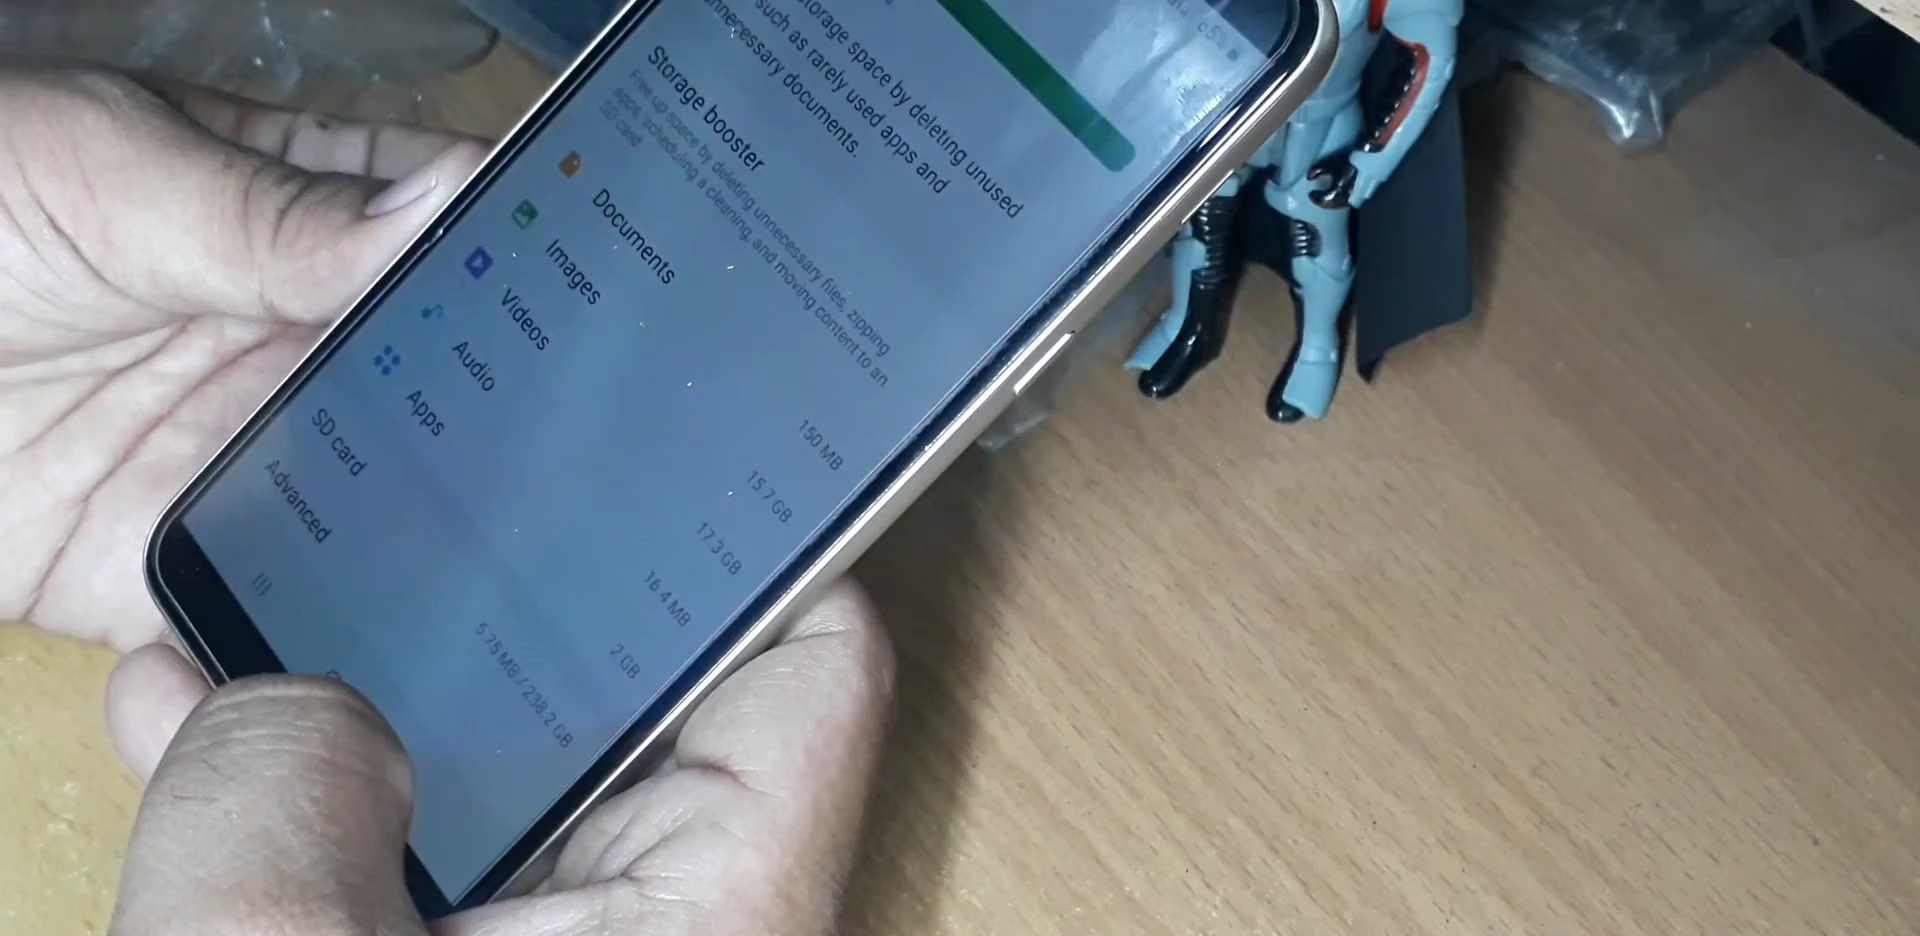 storage space by deleting unused
such as rarely used apps and
unnecessary documents.
Storage booster
Free up space by deleting unnecessary files, zipping
apps, scheduling a cleaning, and moving content to an
SD card.
Documents 150 MB
Images 15.7 GB
Videos 17.3 GB
Audio 16.4 MB
Apps 2 GB
SD card 5.75 MB / 238.2 GB
Advanced